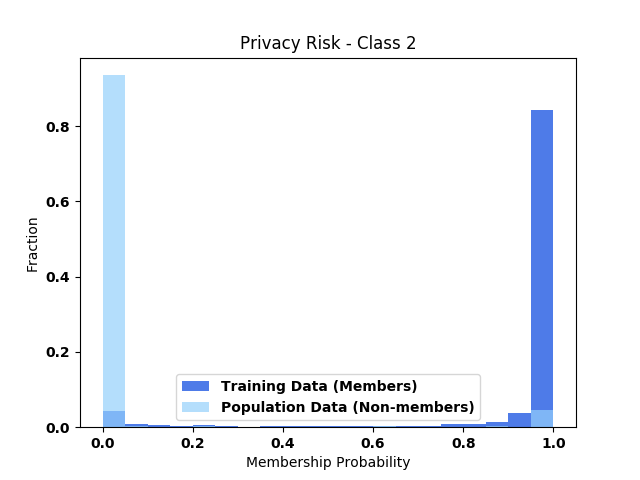 Privacy Risk - Class 2
Fraction
0.8
0.6
0.4
0.2
0.0
Training Data (Members)
Population Data (Non-members)
0.0 0.2 0.4 0.6 0.8 1.0
Membership Probability